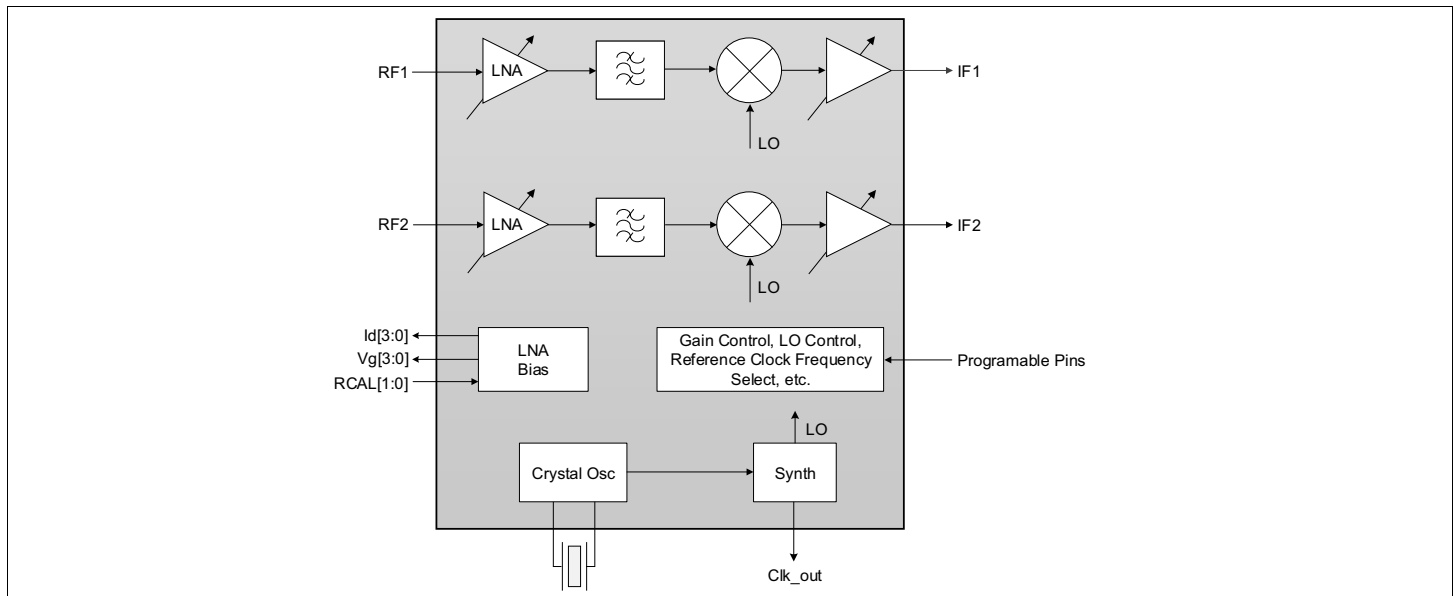 RF1
LNA
IF1
LO
RF2
LNA
IF2
LO
Id[3:0]
Vg[3:0]
RCAL[1:0]
LNA
Bias
Gain Control, LO Control,
Reference Clock Frequency
Select, etc.
Programable Pins
LO
Crystal Osc
Synth
Clk_out